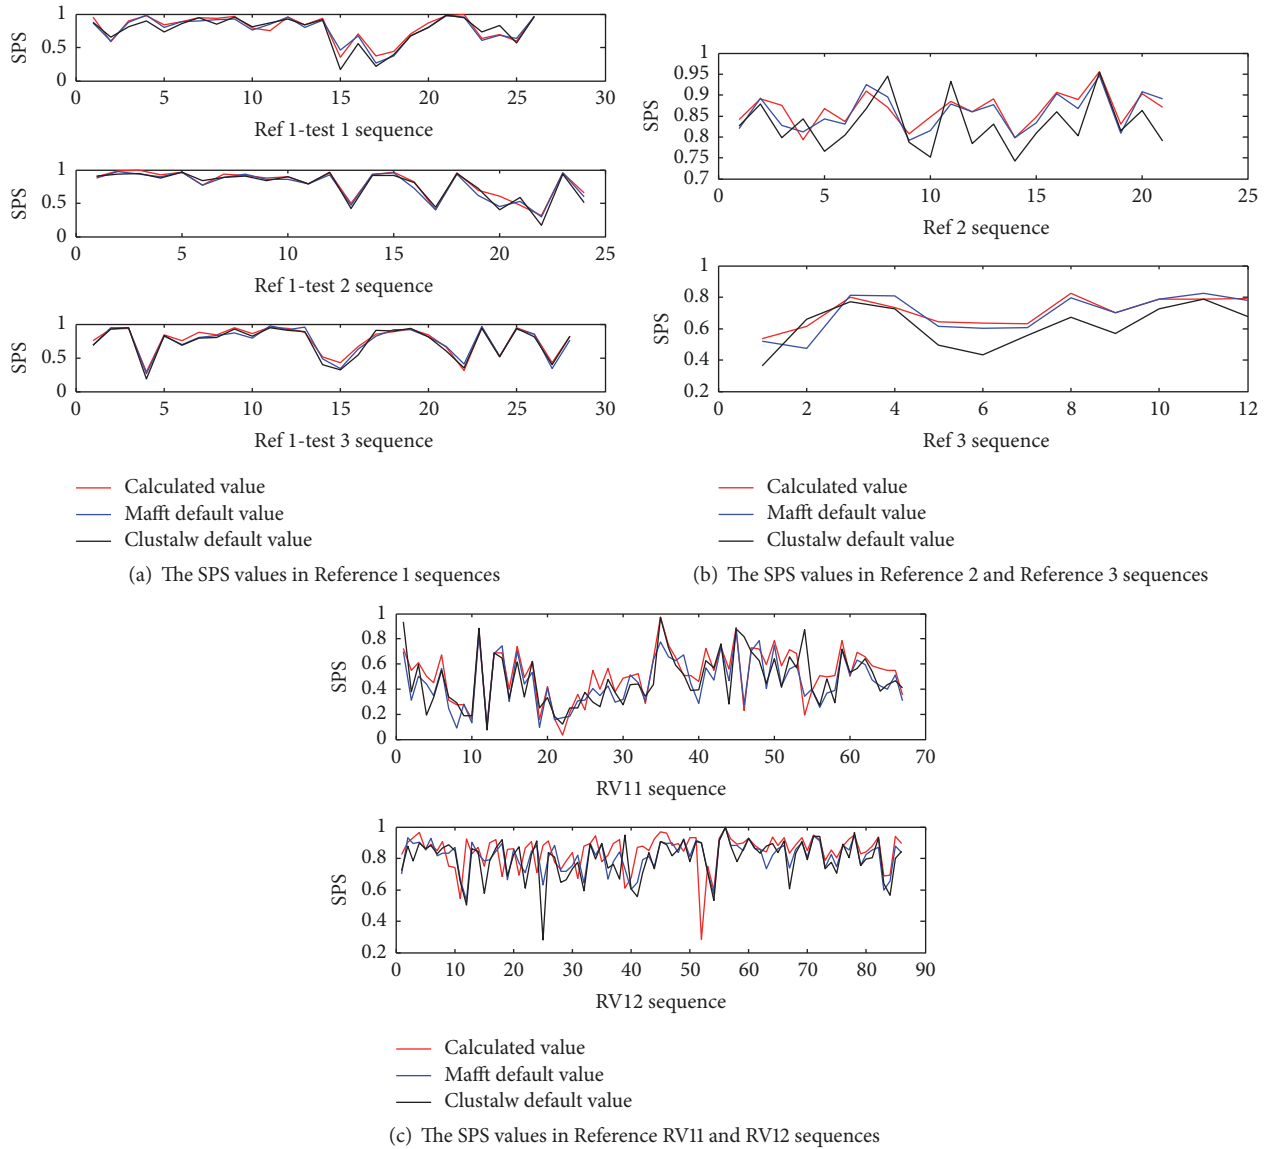 SPS
1
0.5
0
0 5 10 15 20 25 30
Ref 1-test 1 sequence
SPS
1
0.5
0
0 5 10 15 20 25
Ref 1-test 2 sequence
SPS
1
0.5
0
0 5 10 15 20 25 30
Ref 1-test 3 sequence
Calculated value
Mafft default value
Clustalw default value
(a) The SPS values in Reference 1 sequences
SPS
1
0.95
0.9
0.85
0.8
0.75
0.7
0 5 10 15 20 25
Ref 2 sequence
SPS
1
0.8
0.6
0.4
0.2
0 2 4 6 8 10 12
Ref 3 sequence
Calculated value
Mafft default value
Clustalw default value
(b) The SPS values in Reference 2 and Reference 3 sequences
SPS
1
0.8
0.6
0.4
0.2
0
0 10 20 30 40 50 60 70
RV11 sequence
SPS
1
0.8
0.6
0.4
0.2
0 10 20 30 40 50 60 70 80 90
RV12 sequence
Calculated value
Mafft default value
Clustalw default value
(c) The SPS values in Reference RV11 and RV12 sequences